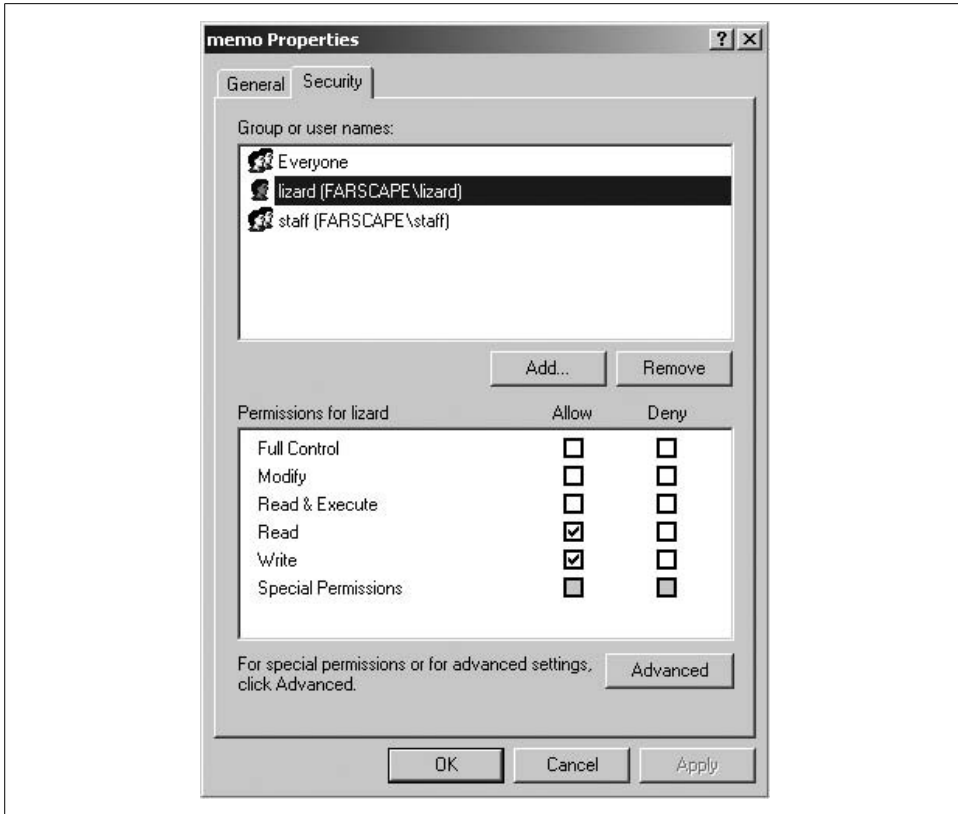 memo Properties
General Security
Group or user names:
Everyone
lizard (FARSCAPE\lizard)
staff (FARSCAPE\staff)
Add... Remove
Permissions for lizard Allow Deny
Full Control
Modify
Read & Execute
Read
Write
Special Permissions
For special permissions or for advanced settings,
click Advanced.
Advanced
OK Cancel Apply